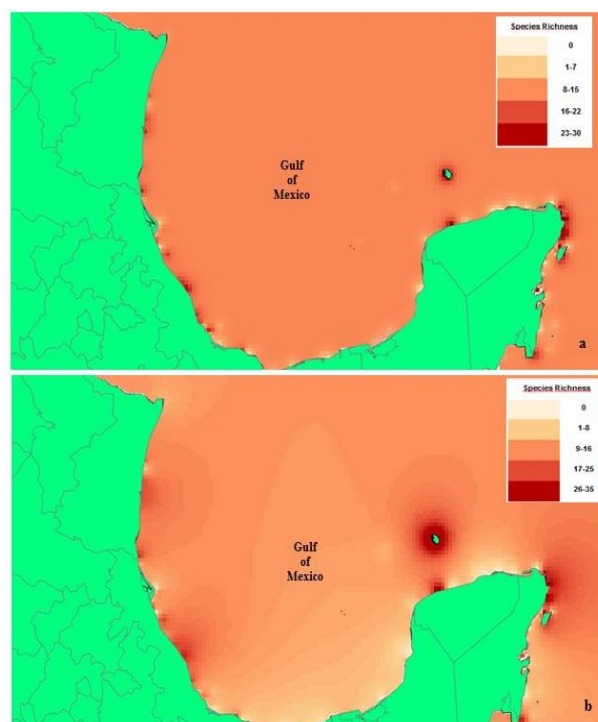 Species Richness
0
1-7
8-15
16-22
23-30
Gulf
of
Mexico
a
Species Richness
0
1-8
9-16
17-25
26-35
Gulf
of
Mexico
b